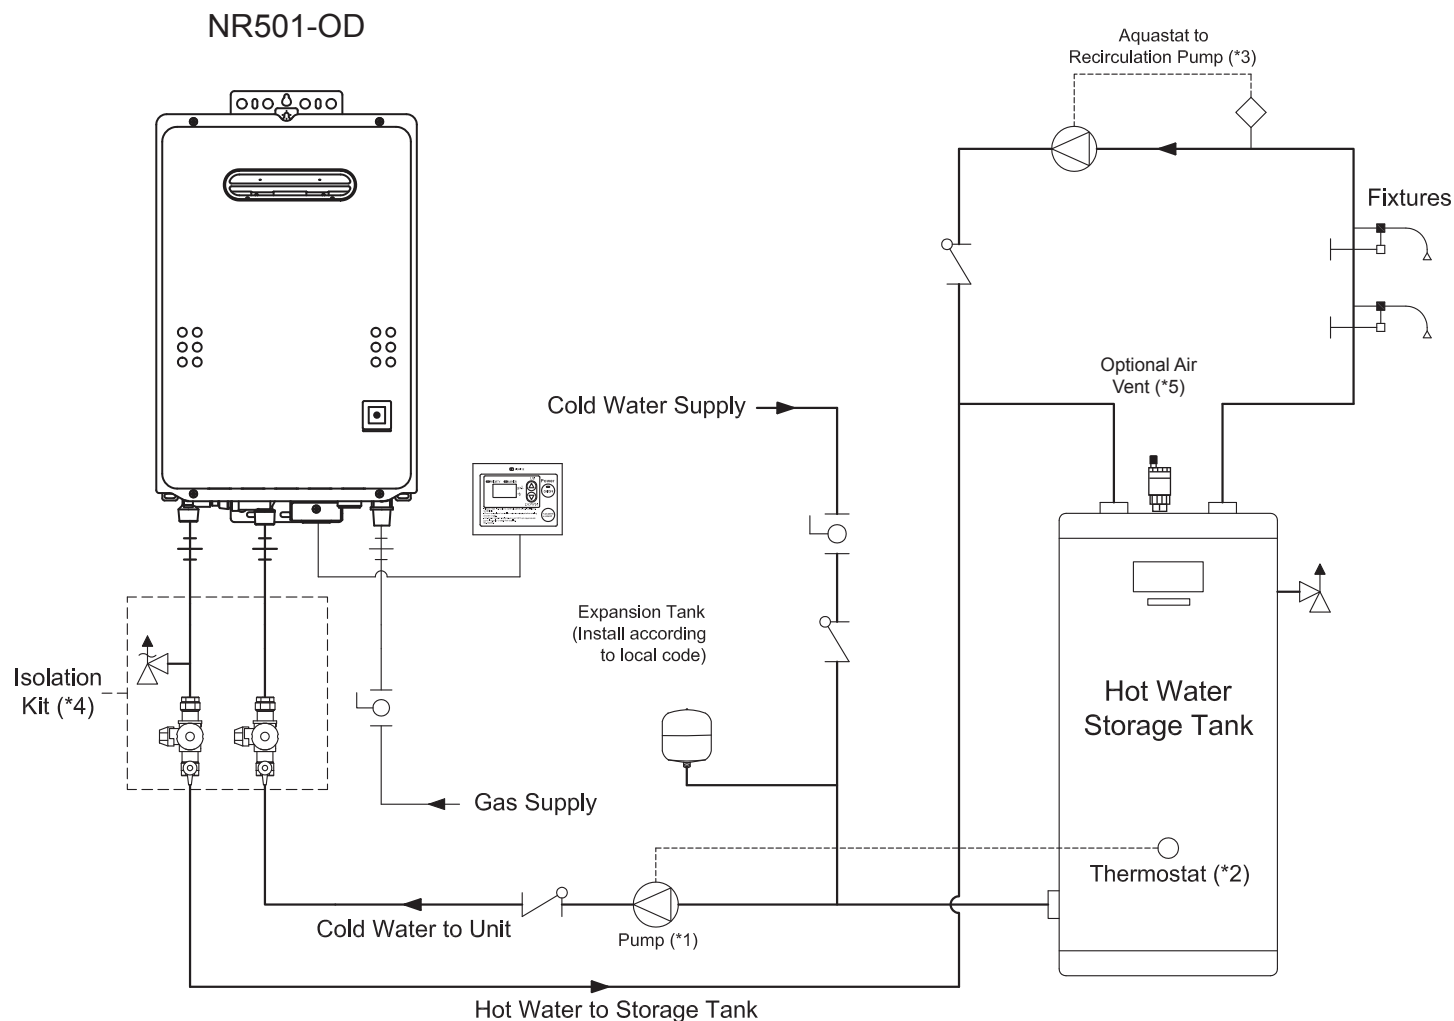 NR501-OD
Aquastat to
Recirculation Pump (*3)
Fixtures
Optional Air
Vent (*5)
Cold Water Supply
Expansion Tank
(Install according
to local code)
Isolation
Kit (*4)
Hot Water
Storage Tank
Gas Supply
Thermostat (*2)
Cold Water to Unit
Pump (*1)
Hot Water to Storage Tank